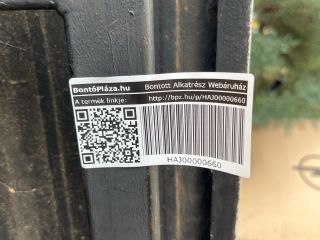 BontóPláza.hu Bontott Alkatrész Webáruház
A termék linkje: http://bpz.hu/p/HAJ00000660
HAJ00000660